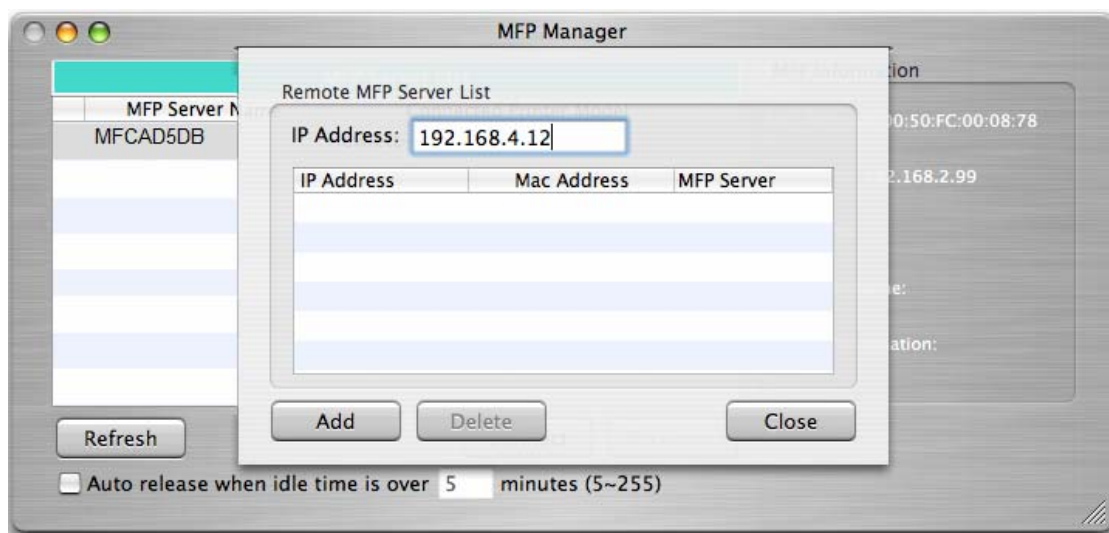 MFP Manager
Remote MFP Server List
IP Address: 192.168.4.12
IP Address Mac Address MFP Server
MFP Server
MFCAD5DB
00:50:FC:00:08:78
.168.2.99
Add Delete Close
Refresh
Auto release when idle time is over 5 minutes (5~255)